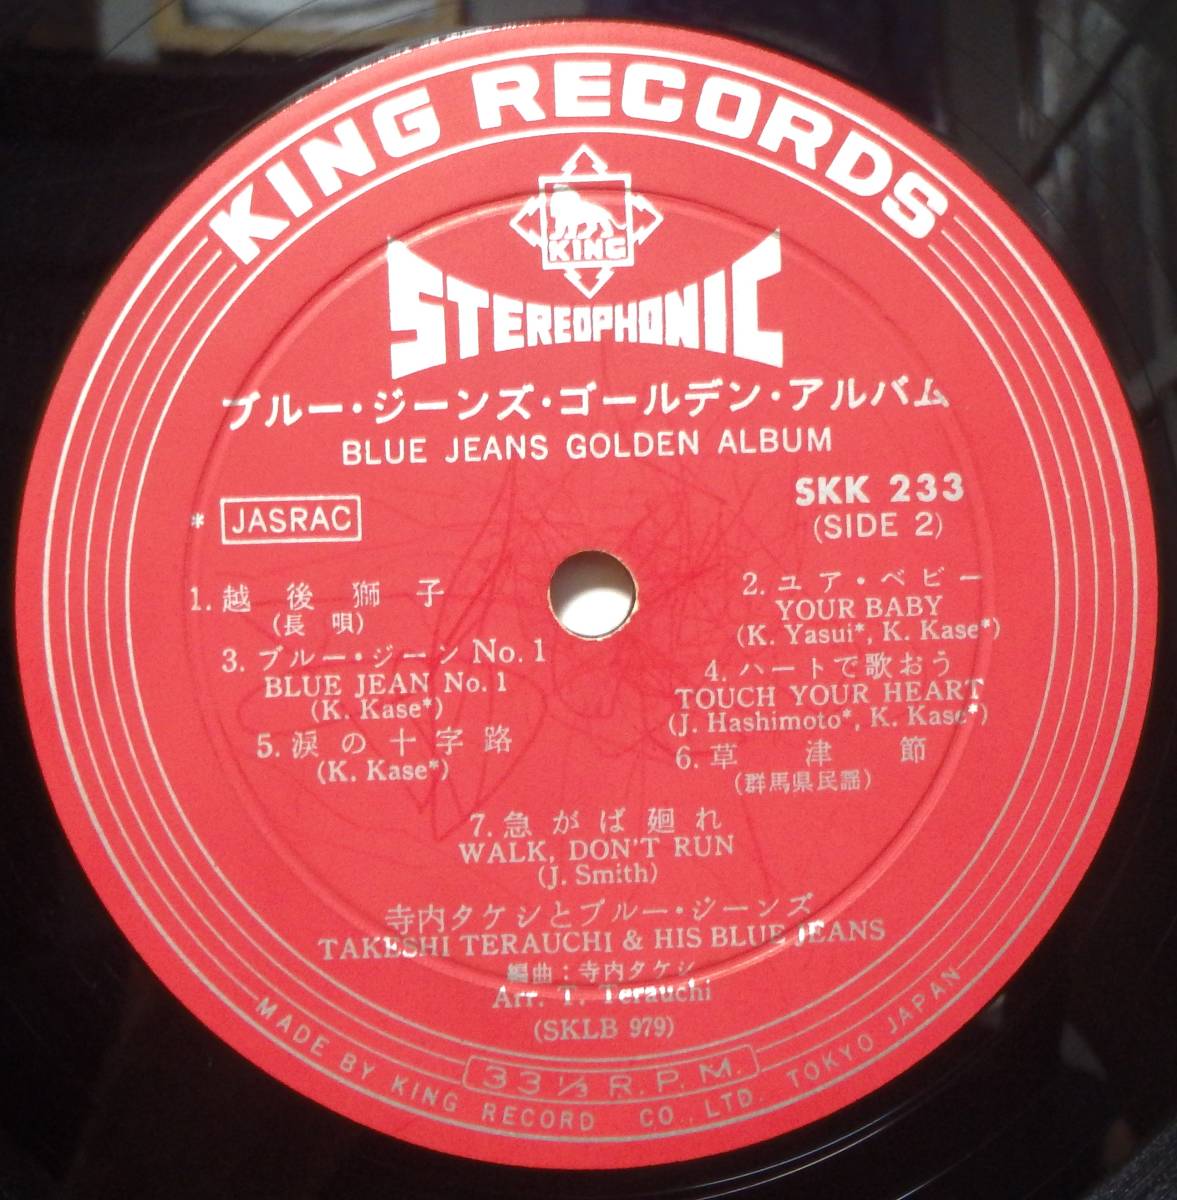 KING RECORDS
KING
STEREOPHONIC
ブルー・ジーンズ・ゴールデン・アルバム
BLUE JEANS GOLDEN ALBUM
SKK 233
* JASRAC
(SIDE 2)
1. 越後獅子
(長唄)
2. ユア・ベビー
YOUR BABY
(K. Yasui*, K. Kase*)
3. ブルー・ジーン No. 1
BLUE JEAN No. 1
(K. Kase*)
4. ハートで歌おう
TOUCH YOUR HEART
(J. Hashimoto*, K. Kase*)
5. 涙の十字路
(K. Kase*)
6. 草津節
(群馬県民謡)
7. 急がば廻れ
WALK, DON'T RUN
(J. Smith)
寺内タケシとブルー・ジーンズ
TAKESHI TERAUCHI & HIS BLUE JEANS
編曲：寺内タケシ
Arr. T. Terauchi
(SKLB 979)
33 1/3 R.P.M.
MADE BY KING RECORD CO., LTD. TOKYO JAPAN